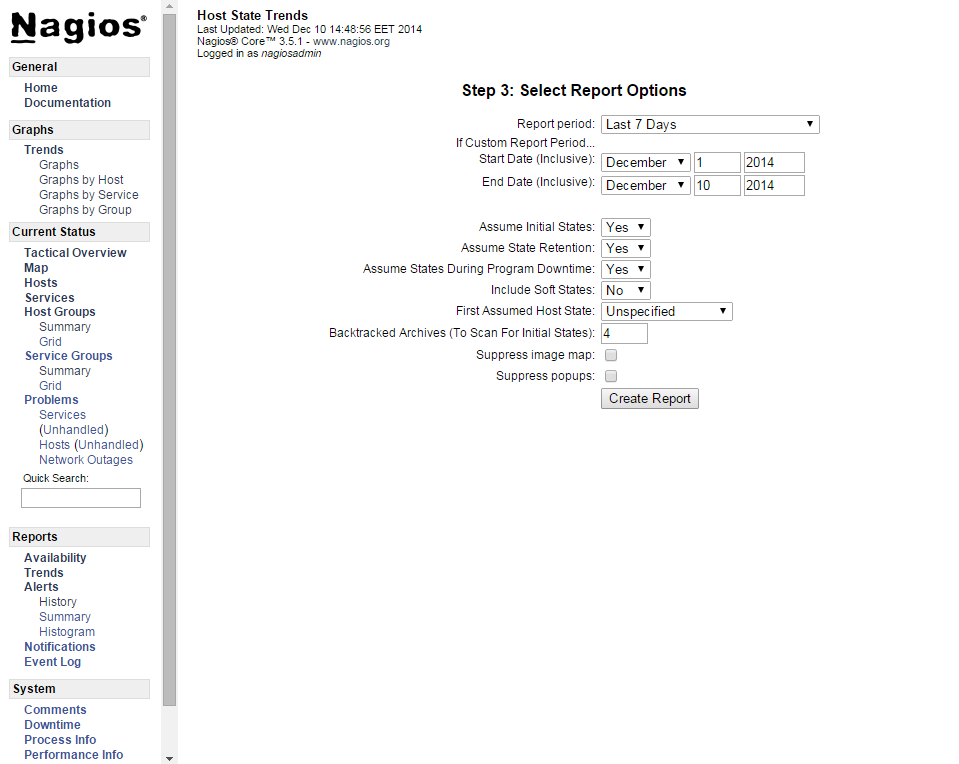 Nagios®
General
Home
Documentation
Graphs
Trends
Graphs
Graphs by Host
Graphs by Service
Graphs by Group
Current Status
Tactical Overview
Map
Hosts
Services
Host Groups
Summary
Grid
Service Groups
Summary
Grid
Problems
Services
(Unhandled)
Hosts (Unhandled)
Network Outages
Quick Search:
Reports
Availability
Trends
Alerts
History
Summary
Histogram
Notifications
Event Log
System
Comments
Downtime
Process Info
Performance Info
Host State Trends
Last Updated: Wed Dec 10 14:48:56 EET 2014
Nagios® Core™ 3.5.1 - www.nagios.org
Logged in as nagiosadmin
Step 3: Select Report Options
Report period: Last 7 Days
If Custom Report Period...
Start Date (Inclusive): December 1 2014
End Date (Inclusive): December 10 2014
Assume Initial States: Yes
Assume State Retention: Yes
Assume States During Program Downtime: Yes
Include Soft States: No
First Assumed Host State: Unspecified
Backtracked Archives (To Scan For Initial States): 4
Suppress image map:
Suppress popups:
Create Report